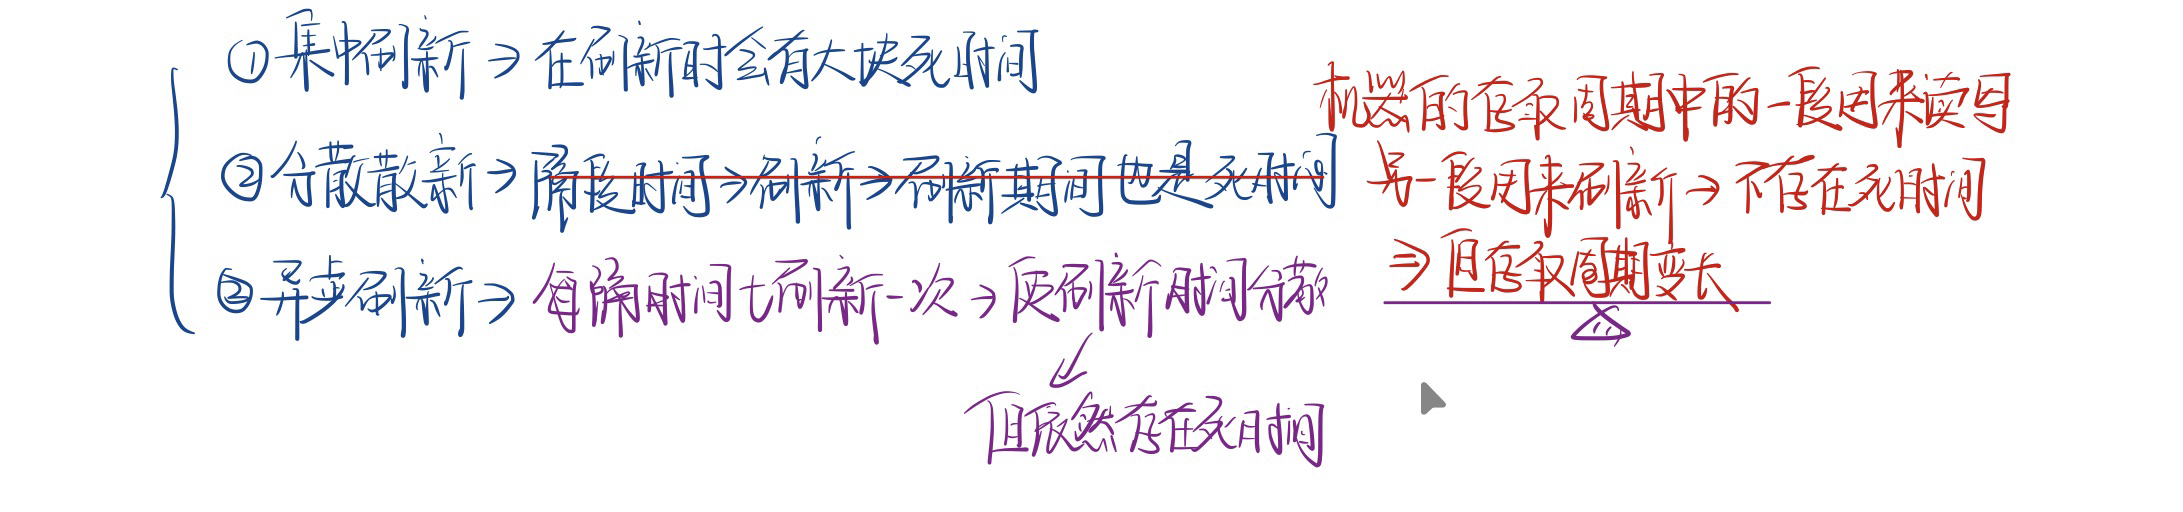 ①集中刷新→在刷新时会有大块死时间
②分散散新→隔段时间→刷新→刷新期间也是死时间
机器的存取周期中的一段用来读写
另一段用来刷新→不存在死时间
⇒但存取周期变长
③异步刷新→每隔时间t刷新一次→使刷新时间分散
但依然存在死时间